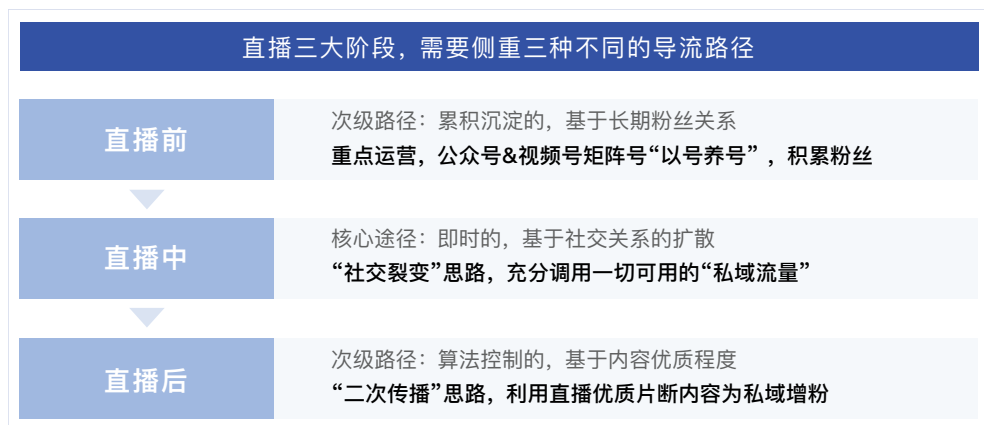 直播三大阶段，需要侧重三种不同的导流路径
直播前
次级路径：累积沉淀的，基于长期粉丝关系
重点运营，公众号&视频号矩阵号“以号养号”，积累粉丝
直播中
核心途径：即时的，基于社交关系的扩散
“社交裂变”思路，充分调用一切可用的“私域流量”
直播后
次级路径：算法控制的，基于内容优质程度
“二次传播”思路，利用直播优质片断内容为私域增粉